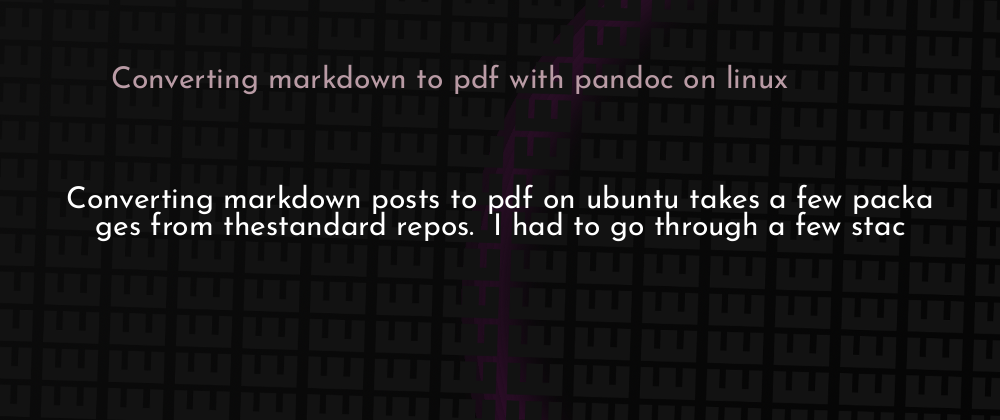 Converting markdown to pdf with pandoc on linux
Converting markdown posts to pdf on ubuntu takes a few packa
ges from thestandard repos.  I had to go through a few stac